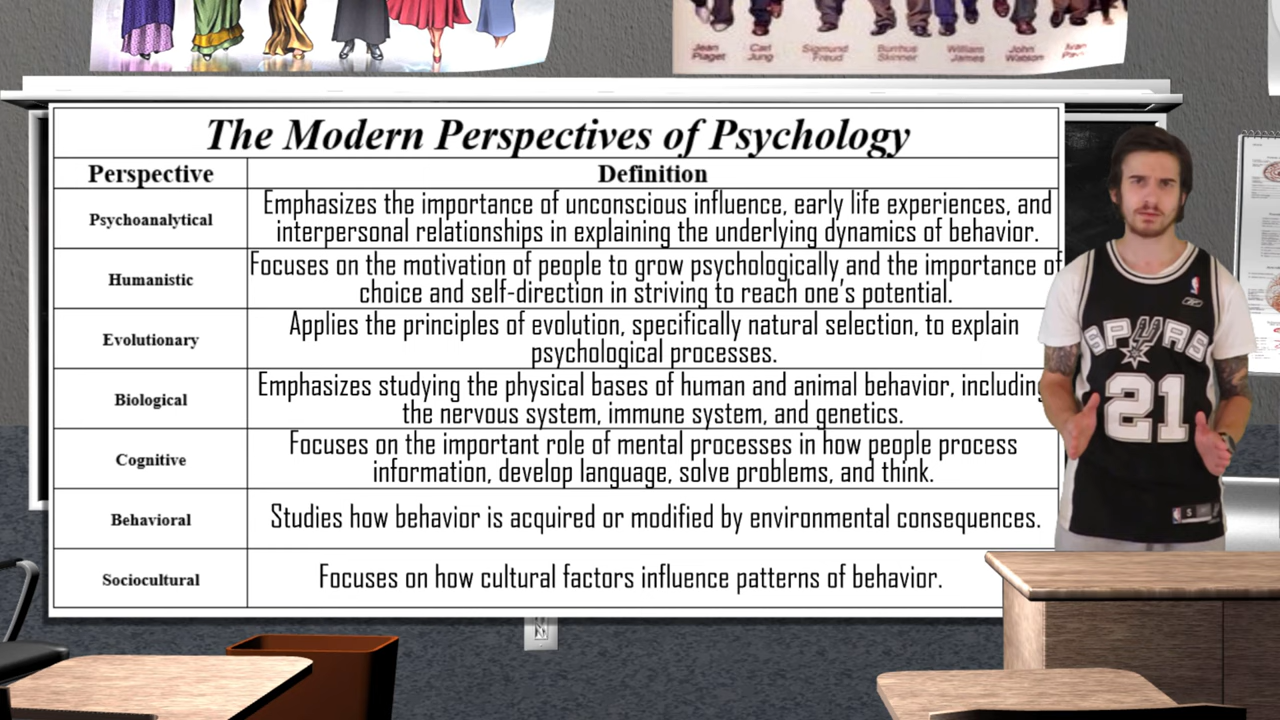 Jean Piaget
Carl Jung
Sigmund Freud
Burrhus Skinner
William James
John Watson
Ivan
The Modern Perspectives of Psychology
Perspective Definition
Psychoanalytical
Emphasizes the importance of unconscious influence, early life experiences, and
interpersonal relationships in explaining the underlying dynamics of behavior.
Humanistic
Focuses on the motivation of people to grow psychologically and the importance of
choice and self-direction in striving to reach one's potential.
Evolutionary
Applies the principles of evoution, specifically natural selection, to explain
psychological processes.
Biological
Emphasizes studying the physical bases of human and animal behavior, including
the nervous system, immune system, and genetics.
Cognitive
Focuses on the important role of mental processes in how people process
information, develop language, solve problems, and think.
Behavioral
Studies how behavior is acquired or modified by environmental consequences.
Sociocultural
Focuses on how cultural factors influence patterns of behavior.
SPURS
21
S